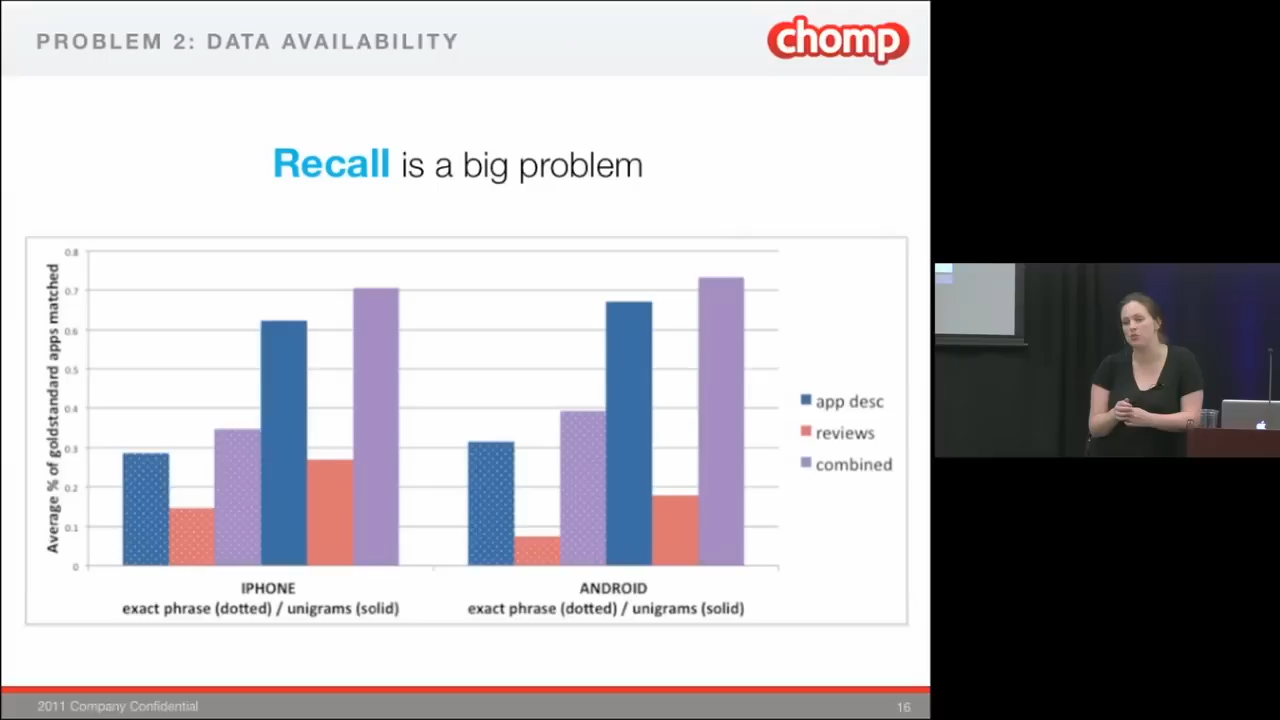 PROBLEM 2: DATA AVAILABILITY
chomp
Recall is a big problem
Average % of goldstandard apps matched
0.8
0.7
0.6
0.5
0.4
0.3
0.2
0.1
0
app desc
reviews
combined
IPHONE
exact phrase (dotted) / unigrams (solid)
ANDROID
exact phrase (dotted) / unigrams (solid)
2011 Company Confidential
16